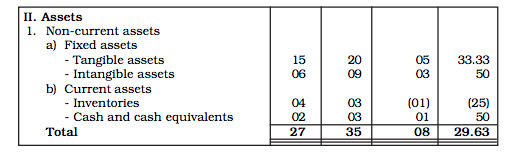 II. Assets
1. Non-current assets
a) Fixed assets
- Tangible assets 15 20 05 33.33
- Intangible assets 06 09 03 50
b) Current assets
- Inventories 04 03 (01) (25)
- Cash and cash equivalents 02 03 01 50
Total 27 35 08 29.63